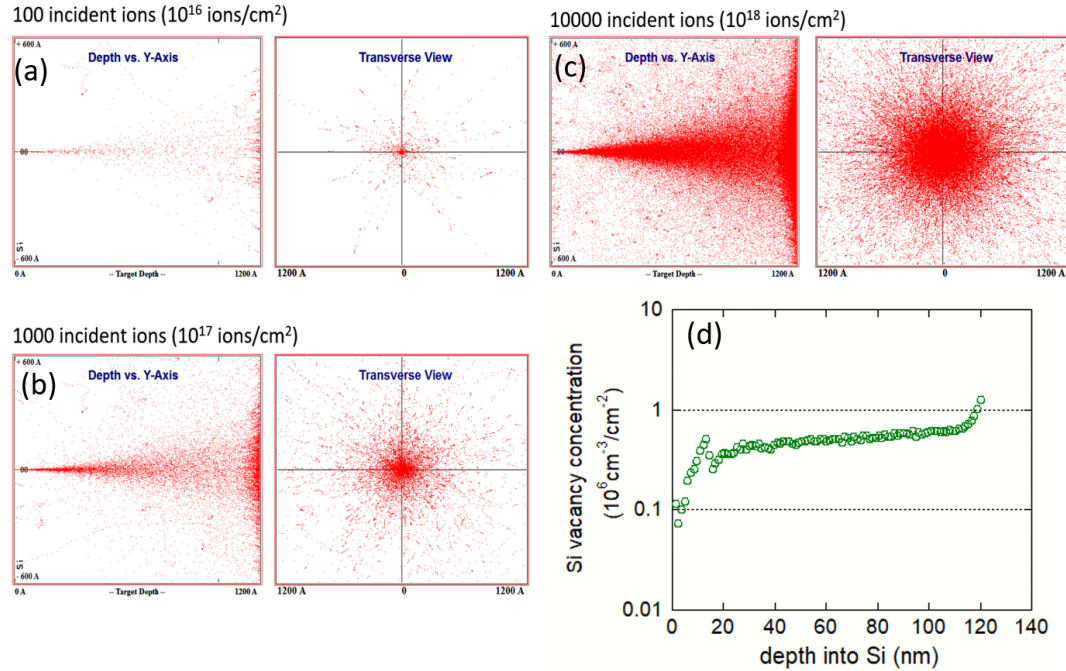 100 incident ions (10¹⁶ ions/cm²)
(a)
+ 600 A
Depth vs. Y-Axis
00
Si
- 600 A
0 A
-- Target Depth --
1200 A
Transverse View
1200 A
0
1200 A
1000 incident ions (10¹⁷ ions/cm²)
(b)
+ 600 A
Depth vs. Y-Axis
00
Si
- 600 A
0 A
-- Target Depth --
1200 A
Transverse View
1200 A
0
1200 A
10000 incident ions (10¹⁸ ions/cm²)
(c)
+ 600 A
Depth vs. Y-Axis
00
Si
- 600 A
0 A
-- Target Depth --
1200 A
Transverse View
1200 A
0
1200 A
(d)
Si vacancy concentration
(10⁶cm⁻³/cm⁻²)
10
1
0.1
0.01
0 20 40 60 80 100 120 140
depth into Si (nm)